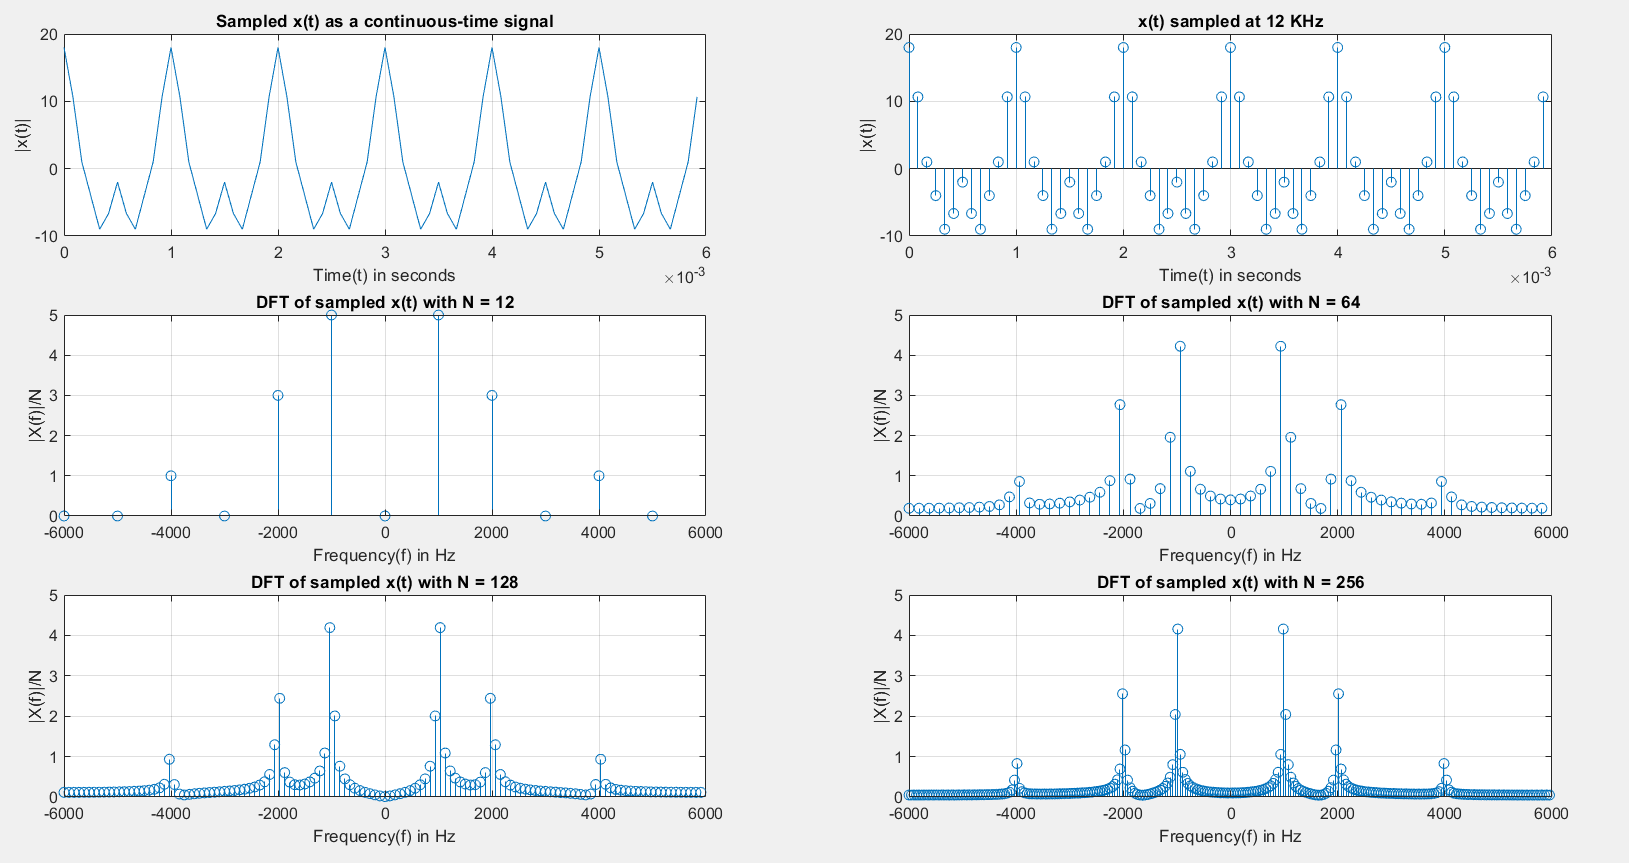 Sampled x(t) as a continuous-time signal
|x(t)|
20
10
0
-10
0 1 2 3 4 5 6
Time(t) in seconds
×10-3
x(t) sampled at 12 KHz
|x(t)|
20
10
0
-10
0 1 2 3 4 5 6
Time(t) in seconds
×10-3
DFT of sampled x(t) with N = 12
|X(f)|/N
5
4
3
2
1
0
-6000 -4000 -2000 0 2000 4000 6000
Frequency(f) in Hz
DFT of sampled x(t) with N = 64
|X(f)|/N
5
4
3
2
1
0
-6000 -4000 -2000 0 2000 4000 6000
Frequency(f) in Hz
DFT of sampled x(t) with N = 128
|X(f)|/N
5
4
3
2
1
0
-6000 -4000 -2000 0 2000 4000 6000
Frequency(f) in Hz
DFT of sampled x(t) with N = 256
|X(f)|/N
5
4
3
2
1
0
-6000 -4000 -2000 0 2000 4000 6000
Frequency(f) in Hz